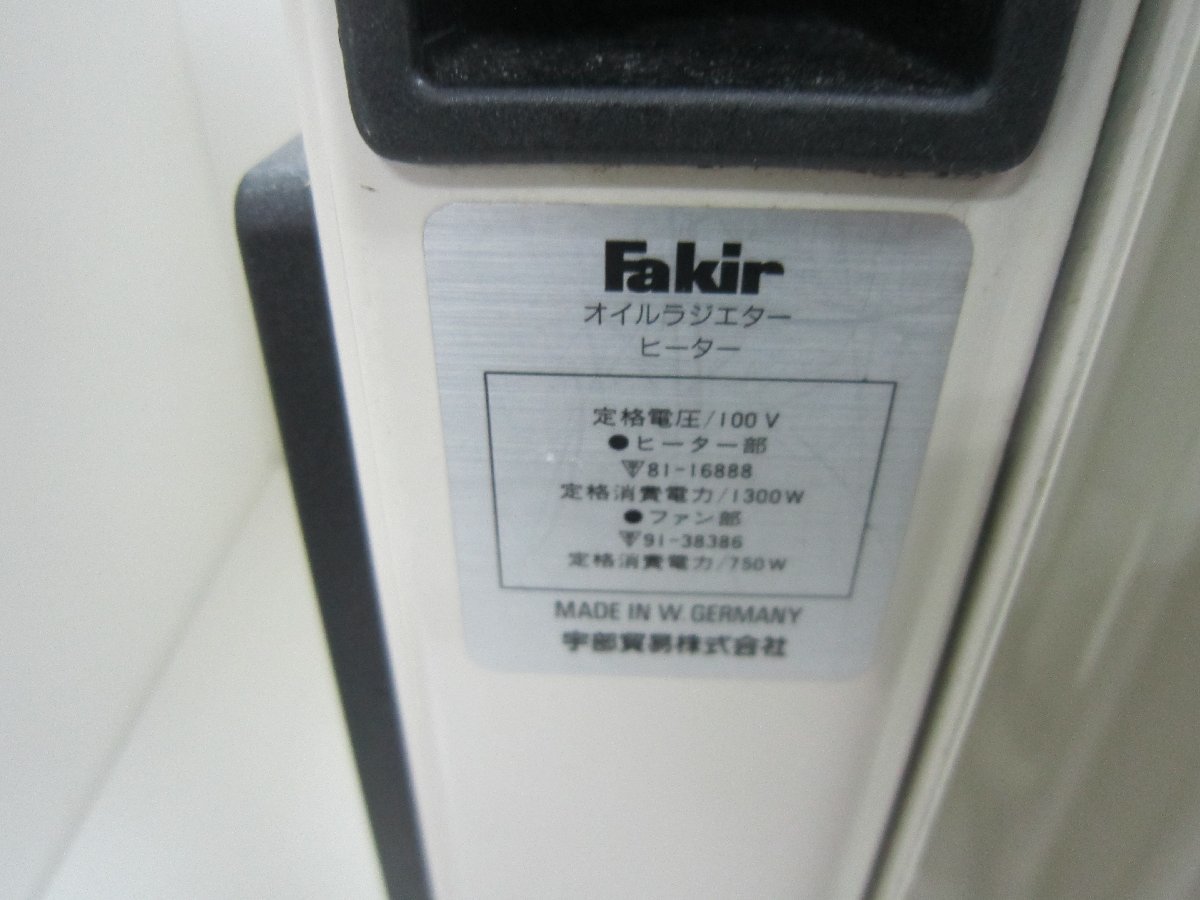 Fakir
オイルラジエター
ヒーター
定格電圧/100V
●ヒーター部
81-16888
定格消費電力/1300W
●ファン部
91-38386
定格消費電力/750W
MADE IN W. GERMANY
宇部貿易株式会社